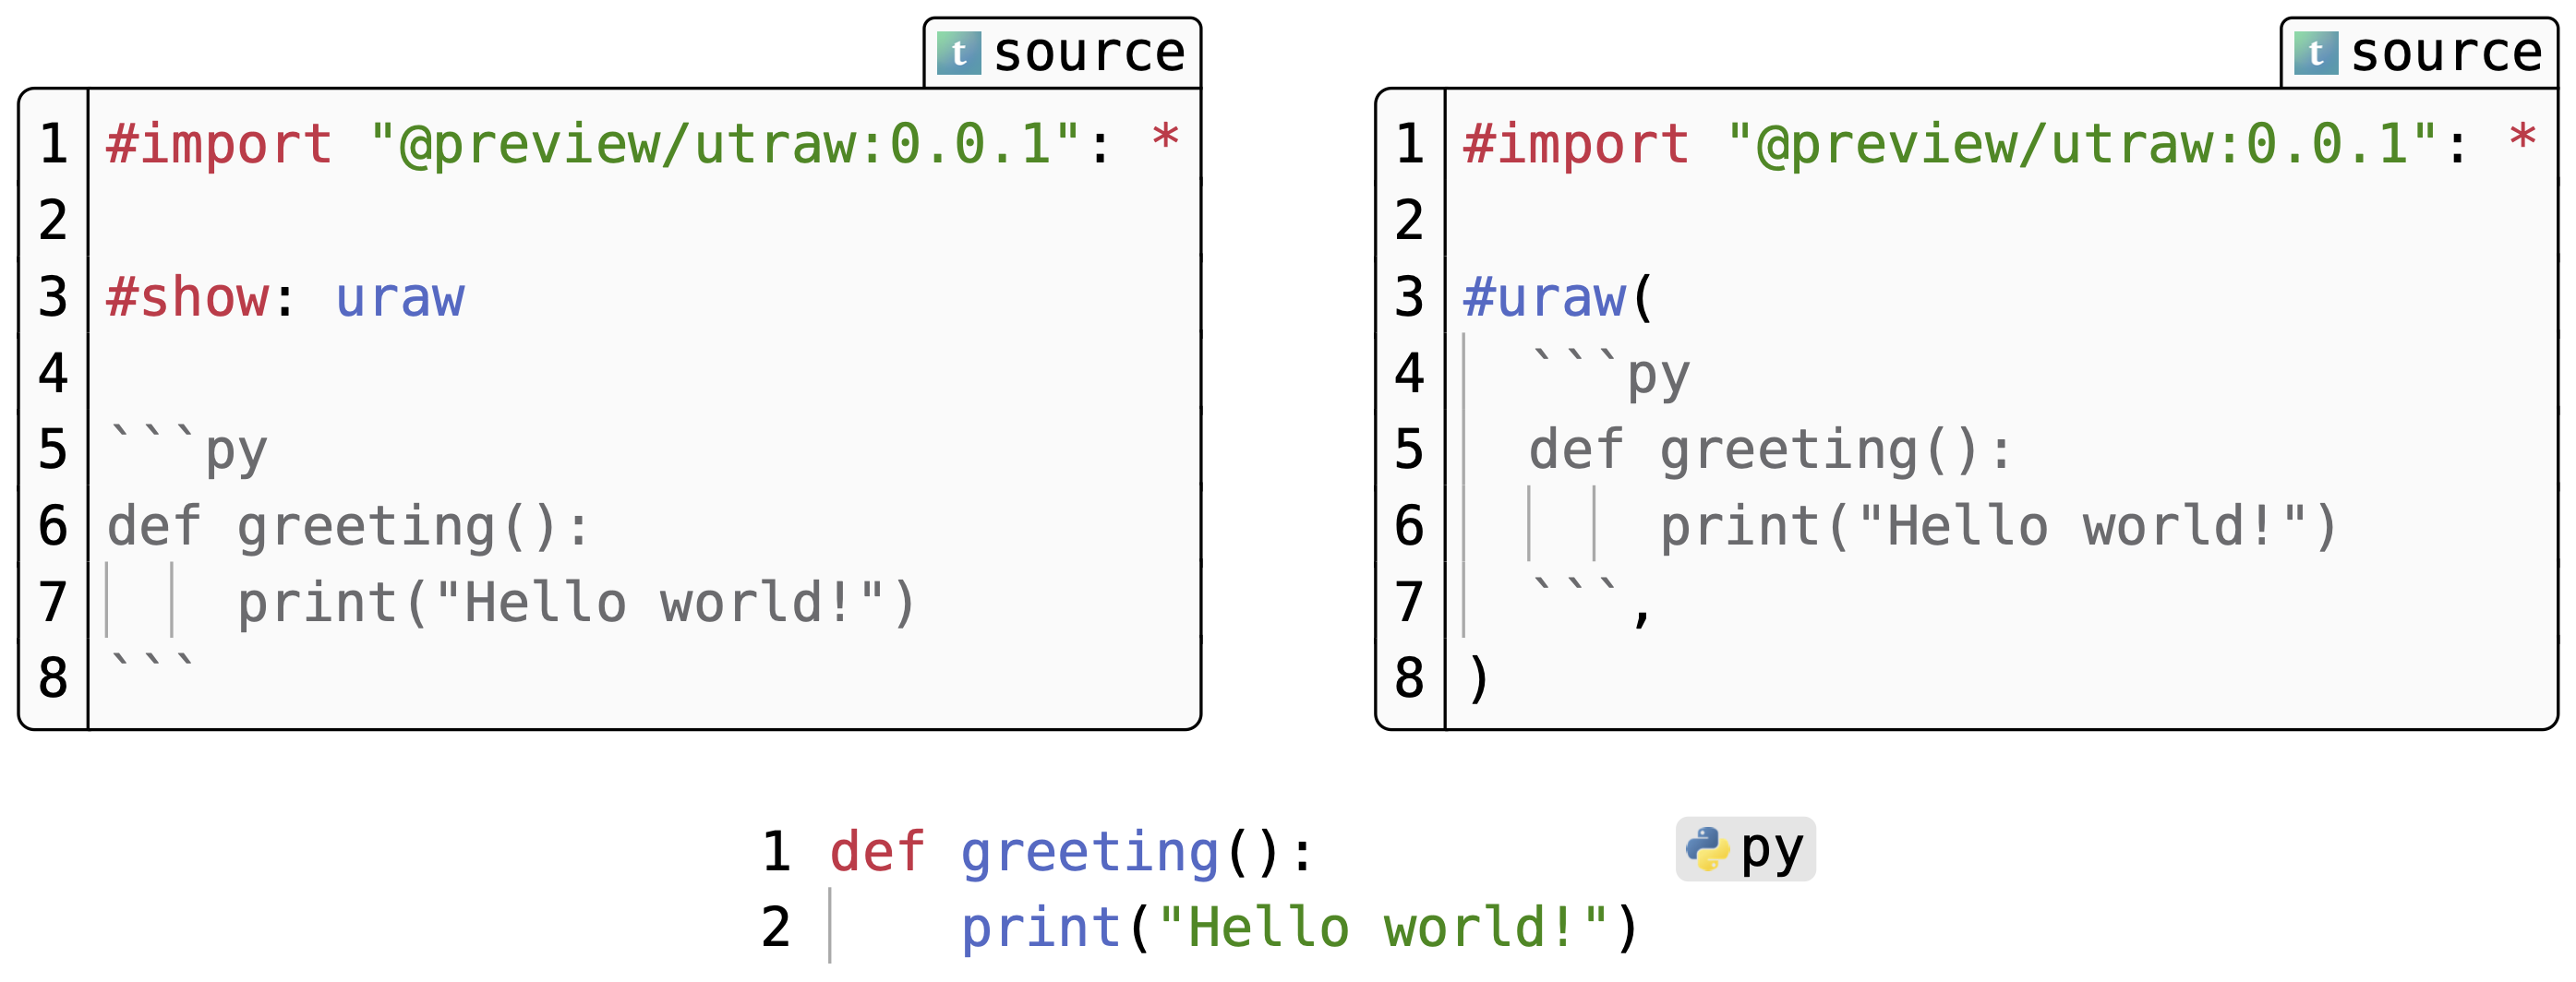 t source
1 #import "@preview/utraw:0.0.1": *
2
3 #show: uraw
4
5 ```py
6 def greeting():
7     print("Hello world!")
8 ```
t source
1 #import "@preview/utraw:0.0.1": *
2
3 #uraw(
4   ```py
5   def greeting():
6       print("Hello world!")
7   ```,
8 )
1 def greeting(): py
2     print("Hello world!")